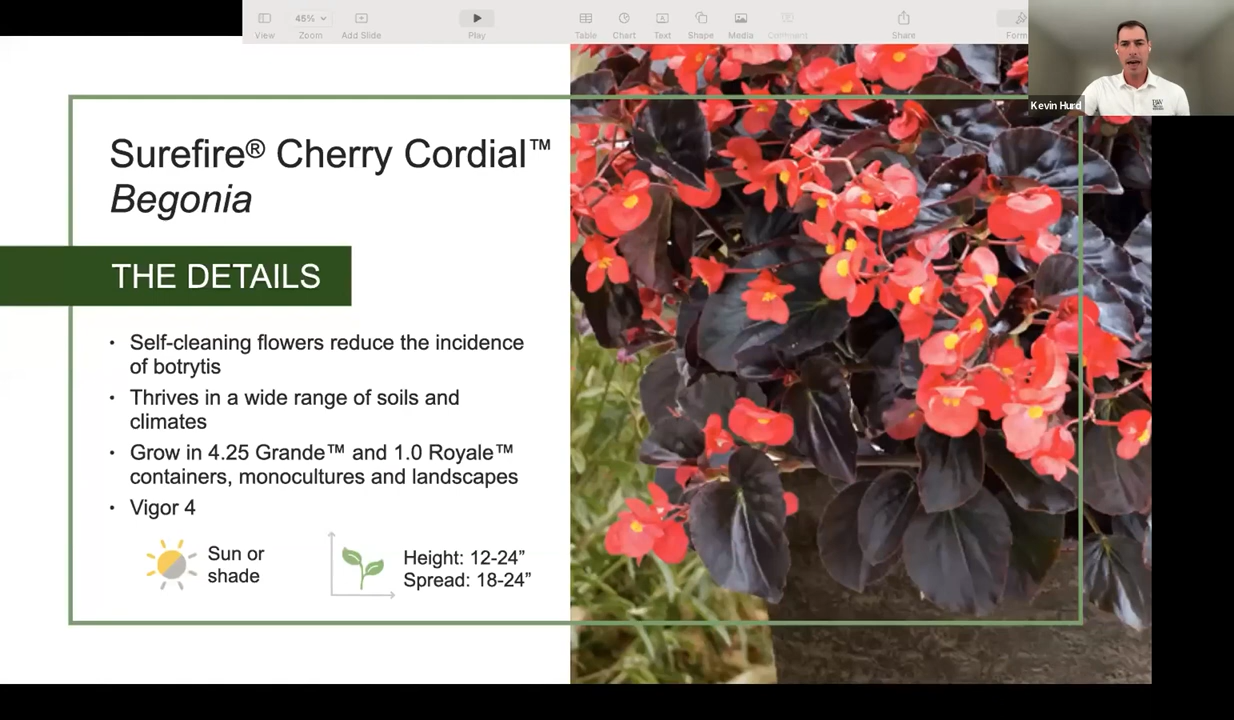 45%
View
Zoom
Add Slide
Play
Table
Chart
Text
Shape
Media
Comment
Share
Form
Kevin Hurd
Surefire® Cherry Cordial™
Begonia
THE DETAILS
• Self-cleaning flowers reduce the incidence
of botrytis
• Thrives in a wide range of soils and
climates
• Grow in 4.25 Grande™ and 1.0 Royale™
containers, monocultures and landscapes
• Vigor 4
Sun or
shade
Height: 12-24”
Spread: 18-24”